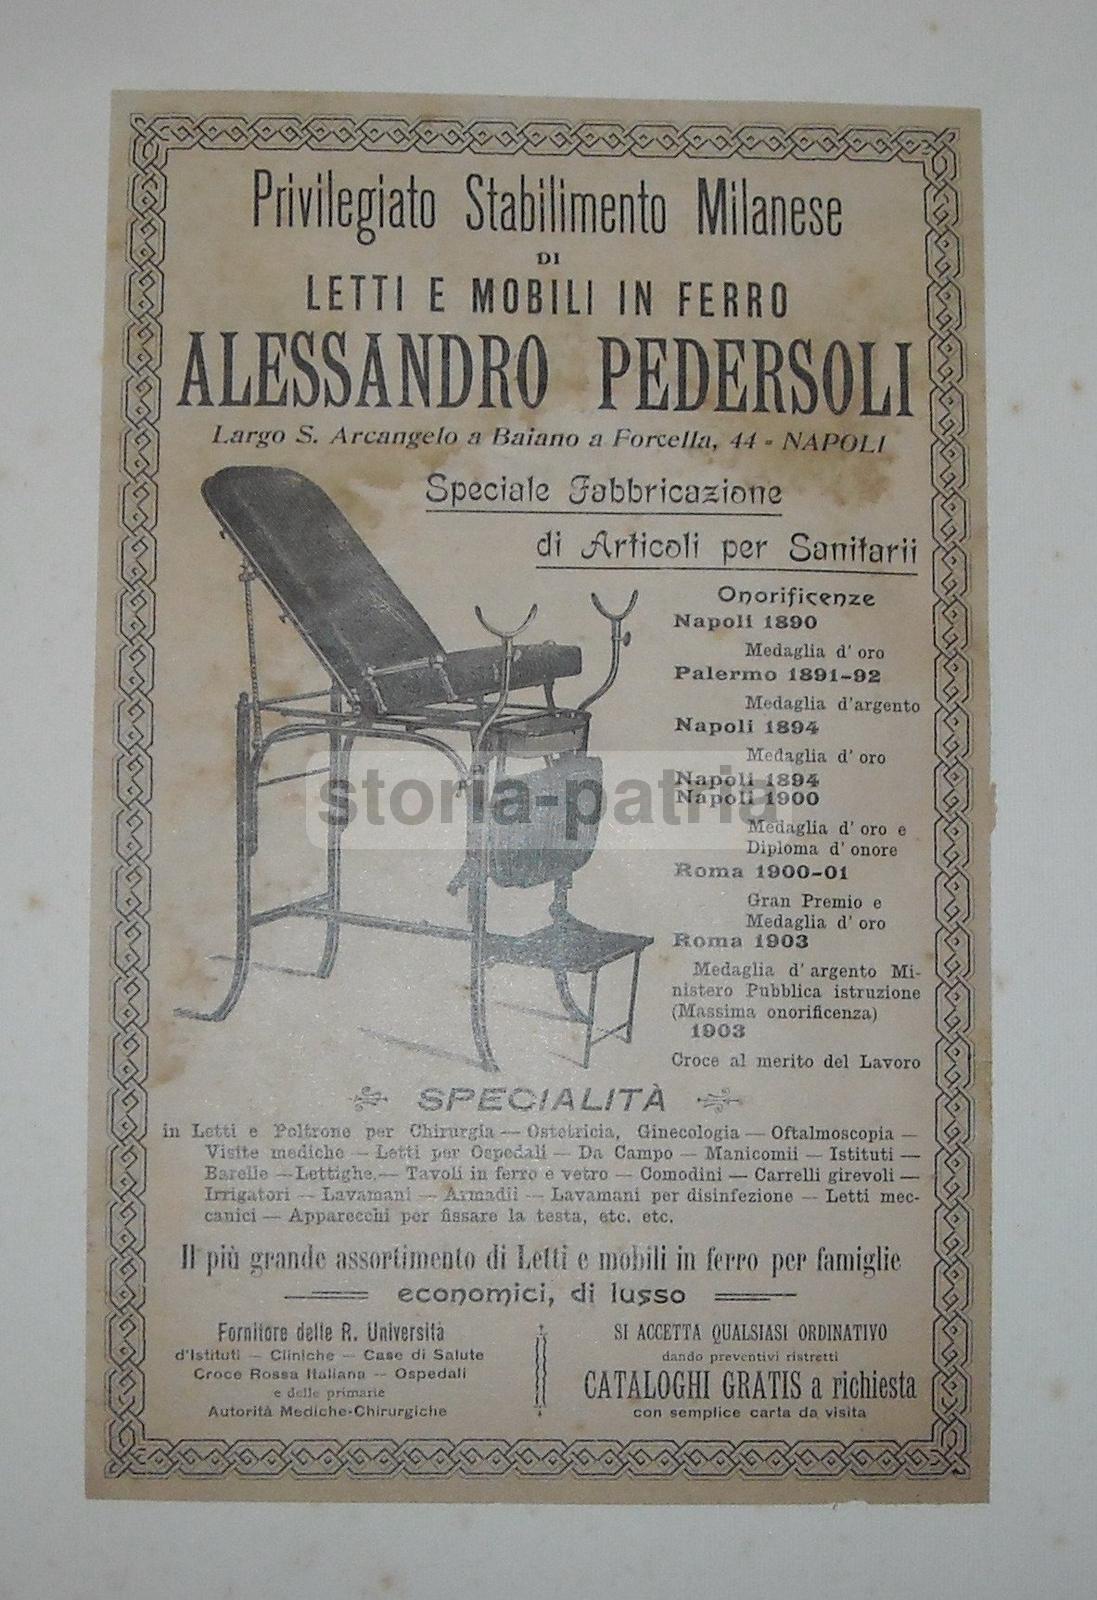 Privilegiato Stabilimento Milanese
DI
LETTI E MOBILI IN FERRO
ALESSANDRO PEDERSOLI
Largo S. Arcangelo a Baiano a Forcella, 44 - NAPOLI
Speciale Fabbricazione
di Articoli per Sanitarii
Onorificenze
Napoli 1890
Medaglia d' oro
Palermo 1891-92
Medaglia d'argento
Napoli 1894
Medaglia d' oro
Napoli 1894
Napoli 1900
Medaglia d' oro e
Diploma d' onore
Roma 1900-01
Gran Premio e
Medaglia d' oro
Roma 1903
Medaglia d' argento Mi-
nistero Pubblica istruzione
(Massima onorificenza)
1903
Croce al merito del Lavoro
storia-patria
SPECIALITÀ
in Letti e Poltrone per Chirurgia — Ostetricia, Ginecologia — Oftalmoscopia —
Visite mediche — Letti per Ospedali — Da Campo — Manicomii — Istituti —
Barelle — Lettighe — Tavoli in ferro e vetro — Comodini — Carrelli girevoli —
Irrigatori — Lavamani — Armadii — Lavamani per disinfezione — Letti mec-
canici — Apparecchi per fissare la testa, etc. etc.
Il più grande assortimento di Letti e mobili in ferro per famiglie
economici, di lusso
Fornitore delle R. Università
d'Istituti — Cliniche — Case di Salute
Croce Rossa Italiana — Ospedali
e delle primarie
Autorità Mediche-Chirurgiche
SI ACCETTA QUALSIASI ORDINATIVO
dando preventivi ristretti
CATALOGHI GRATIS a richiesta
con semplice carta da visita